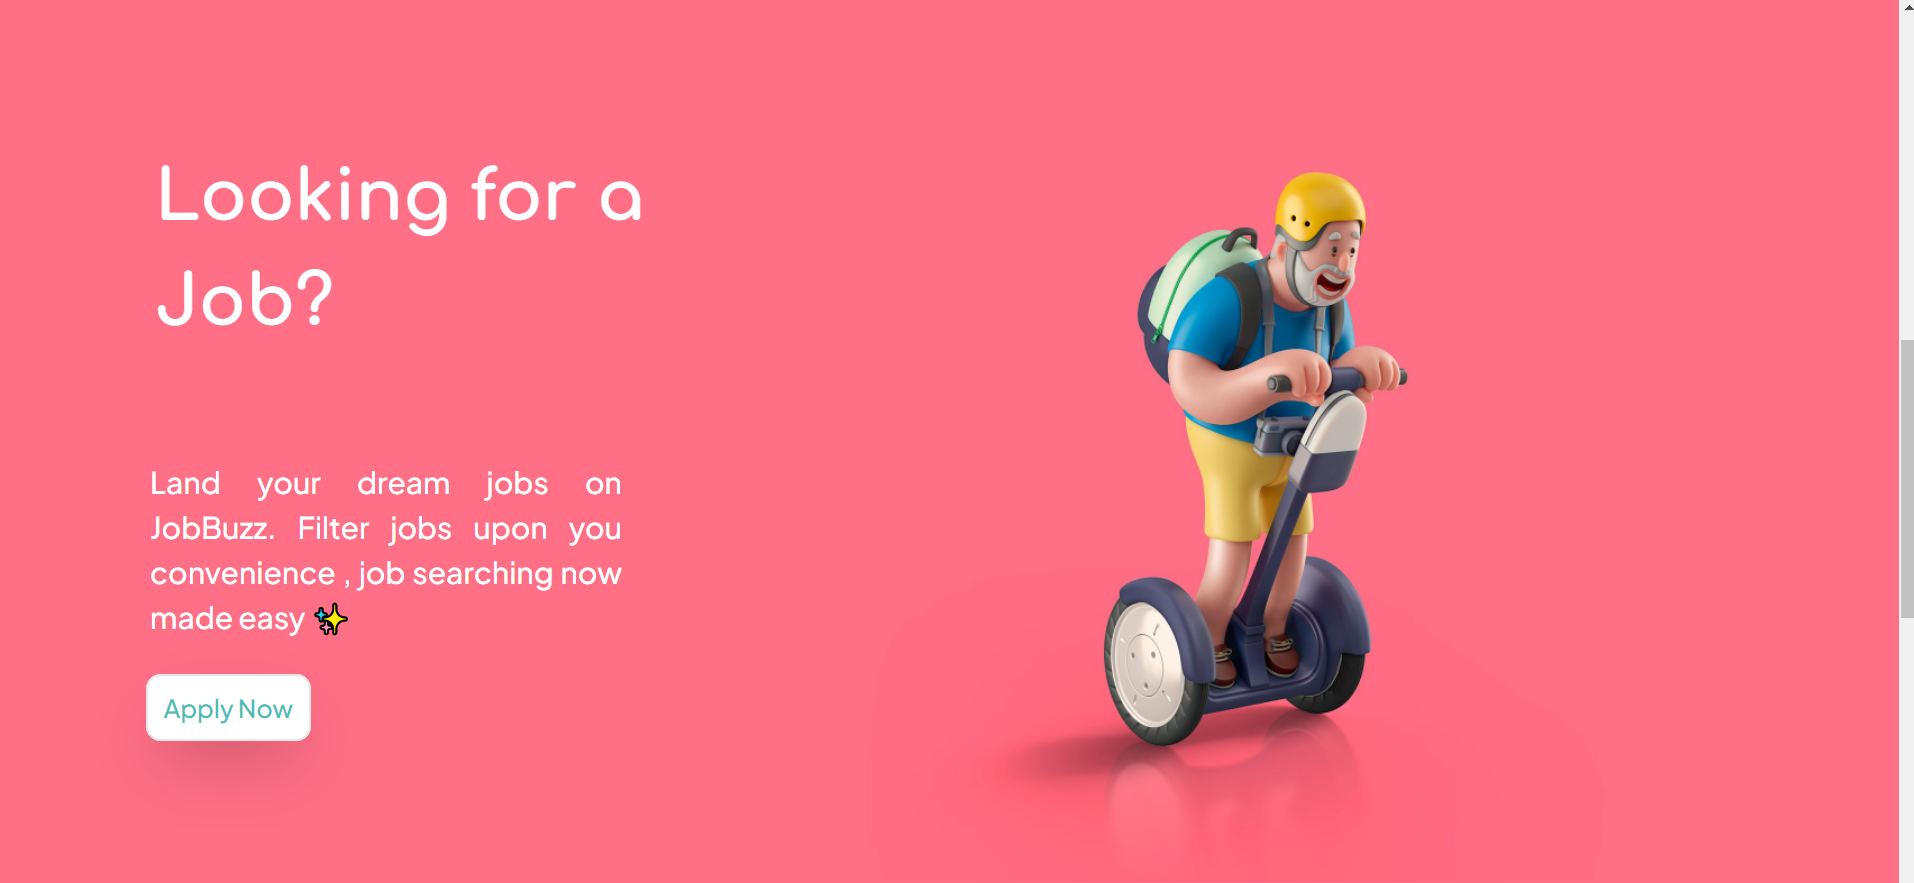 Looking for a
Job?
Land your dream jobs on
JobBuzz. Filter jobs upon you
convenience , job searching now
made easy ✨
Apply Now